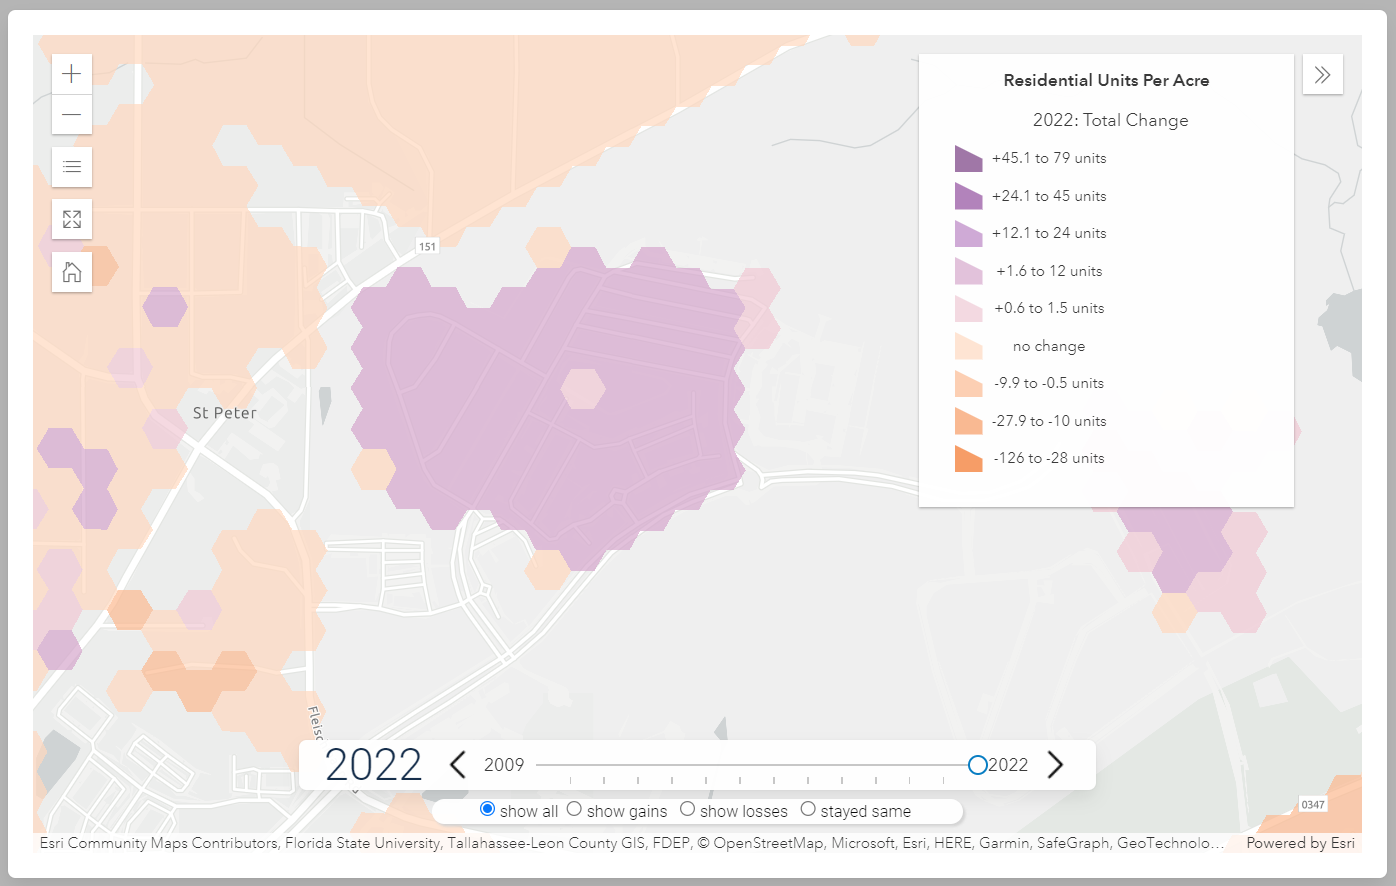 Residential Units Per Acre
2022: Total Change
+45.1 to 79 units
+24.1 to 45 units
+12.1 to 24 units
+1.6 to 12 units
+0.6 to 1.5 units
no change
-9.9 to -0.5 units
-27.9 to -10 units
-126 to -28 units
151
St Peter
Fleisc
2022
2009
2022
show all
show gains
show losses
stayed same
0347
Esri Community Maps Contributors, Florida State University, Tallahassee-Leon County GIS, FDEP, © OpenStreetMap, Microsoft, Esri, HERE, Garmin, SafeGraph, GeoTechnolo...
Powered by Esri